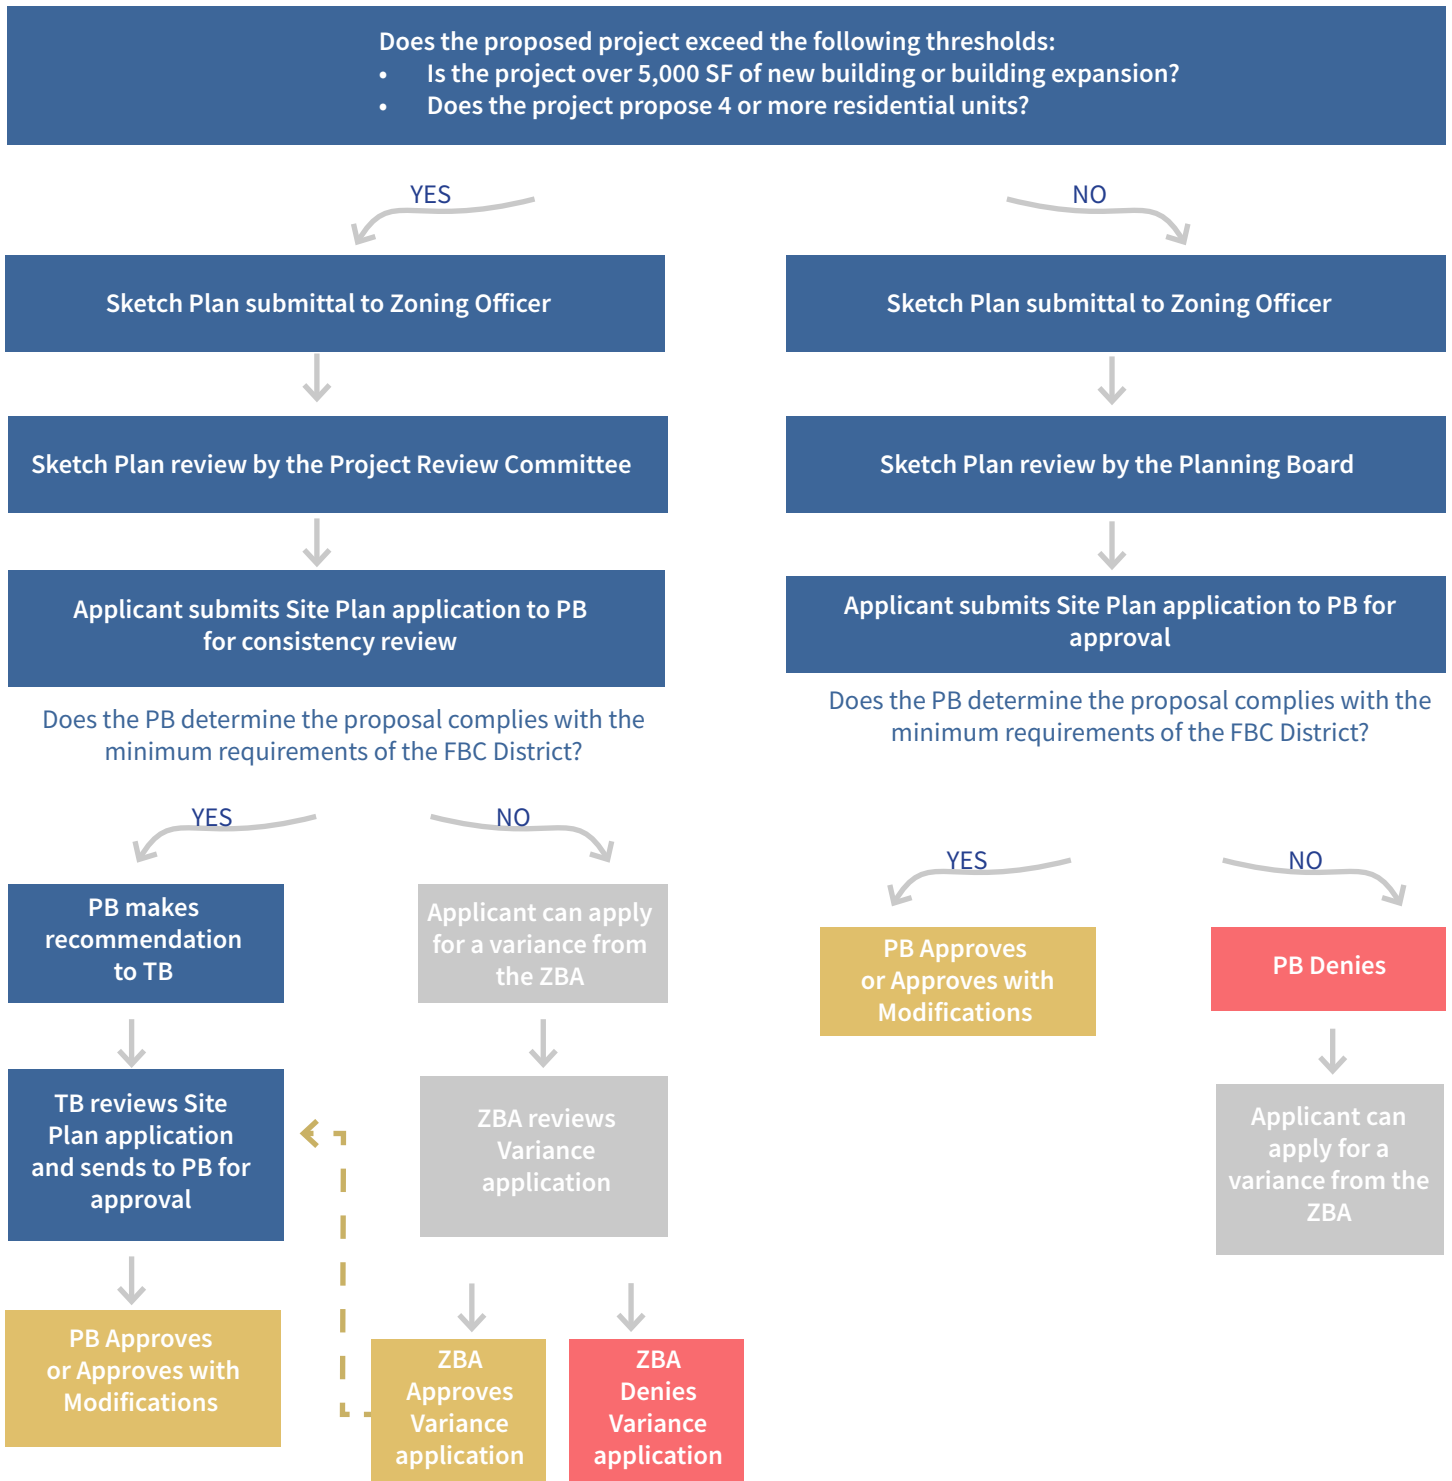 Does the proposed project exceed the following thresholds:
• Is the project over 5,000 SF of new building or building expansion?
• Does the project propose 4 or more residential units?
YES
NO
Sketch Plan submittal to Zoning Officer
Sketch Plan submittal to Zoning Officer
Sketch Plan review by the Project Review Committee
Sketch Plan review by the Planning Board
Applicant submits Site Plan application to PB
for consistency review
Applicant submits Site Plan application to PB for
approval
Does the PB determine the proposal complies with the
minimum requirements of the FBC District?
Does the PB determine the proposal complies with the
minimum requirements of the FBC District?
YES
NO
YES
NO
PB makes
recommendation
to TB
Applicant can apply
for a variance from
the ZBA
PB Approves
or Approves with
Modifications
PB Denies
TB reviews Site
Plan application
and sends to PB for
approval
ZBA reviews
Variance
application
Applicant can
apply for a
variance from the
ZBA
PB Approves
or Approves with
Modifications
ZBA
Approves
Variance
application
ZBA
Denies
Variance
application